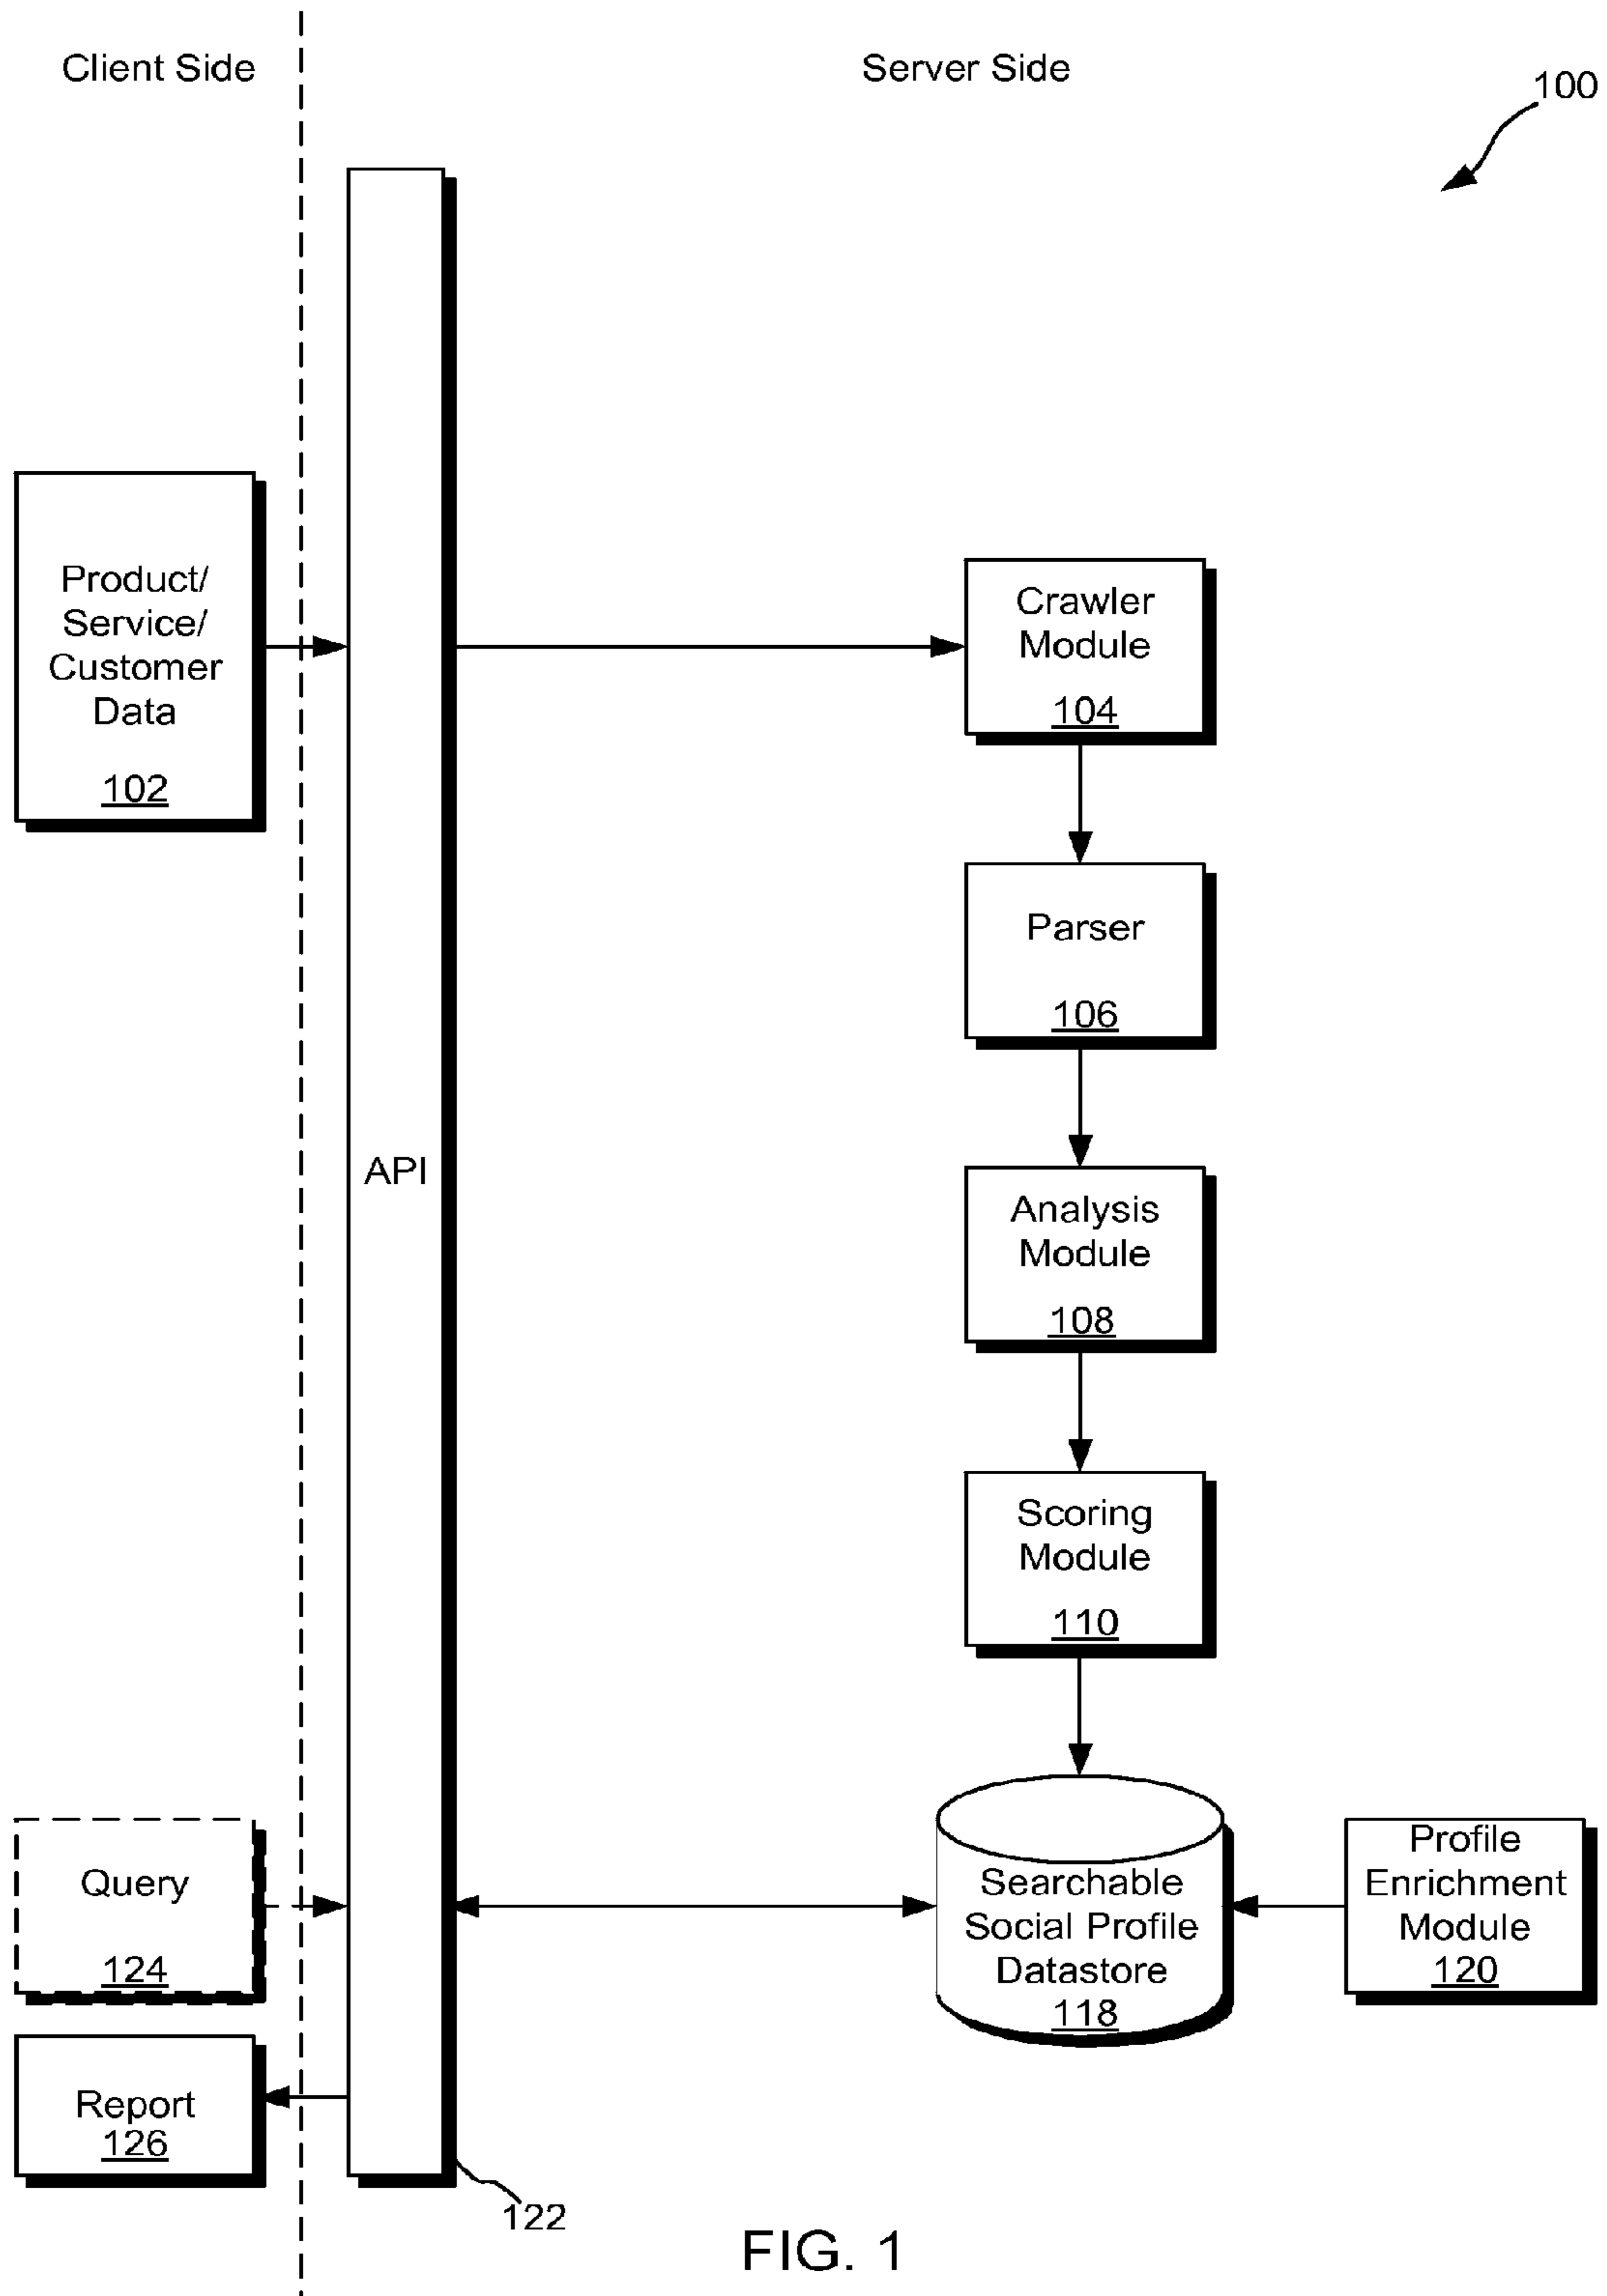 Client Side
Server Side
100
Product/
Service/
Customer
Data
102
Crawler
Module
104
Parser
106
API
Analysis
Module
108
Scoring
Module
110
Query
124
Searchable
Social Profile
Datastore
118
Profile
Enrichment
Module
120
Report
126
122
FIG. 1